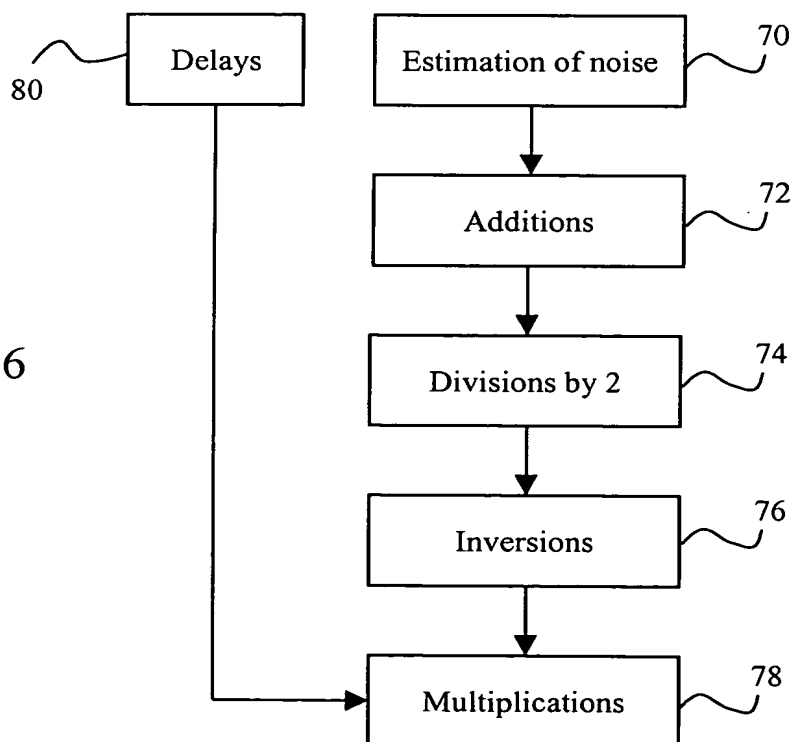 80
Delays
Estimation of noise
70
Additions
72
6
Divisions by 2
74
Inversions
76
Multiplications
78